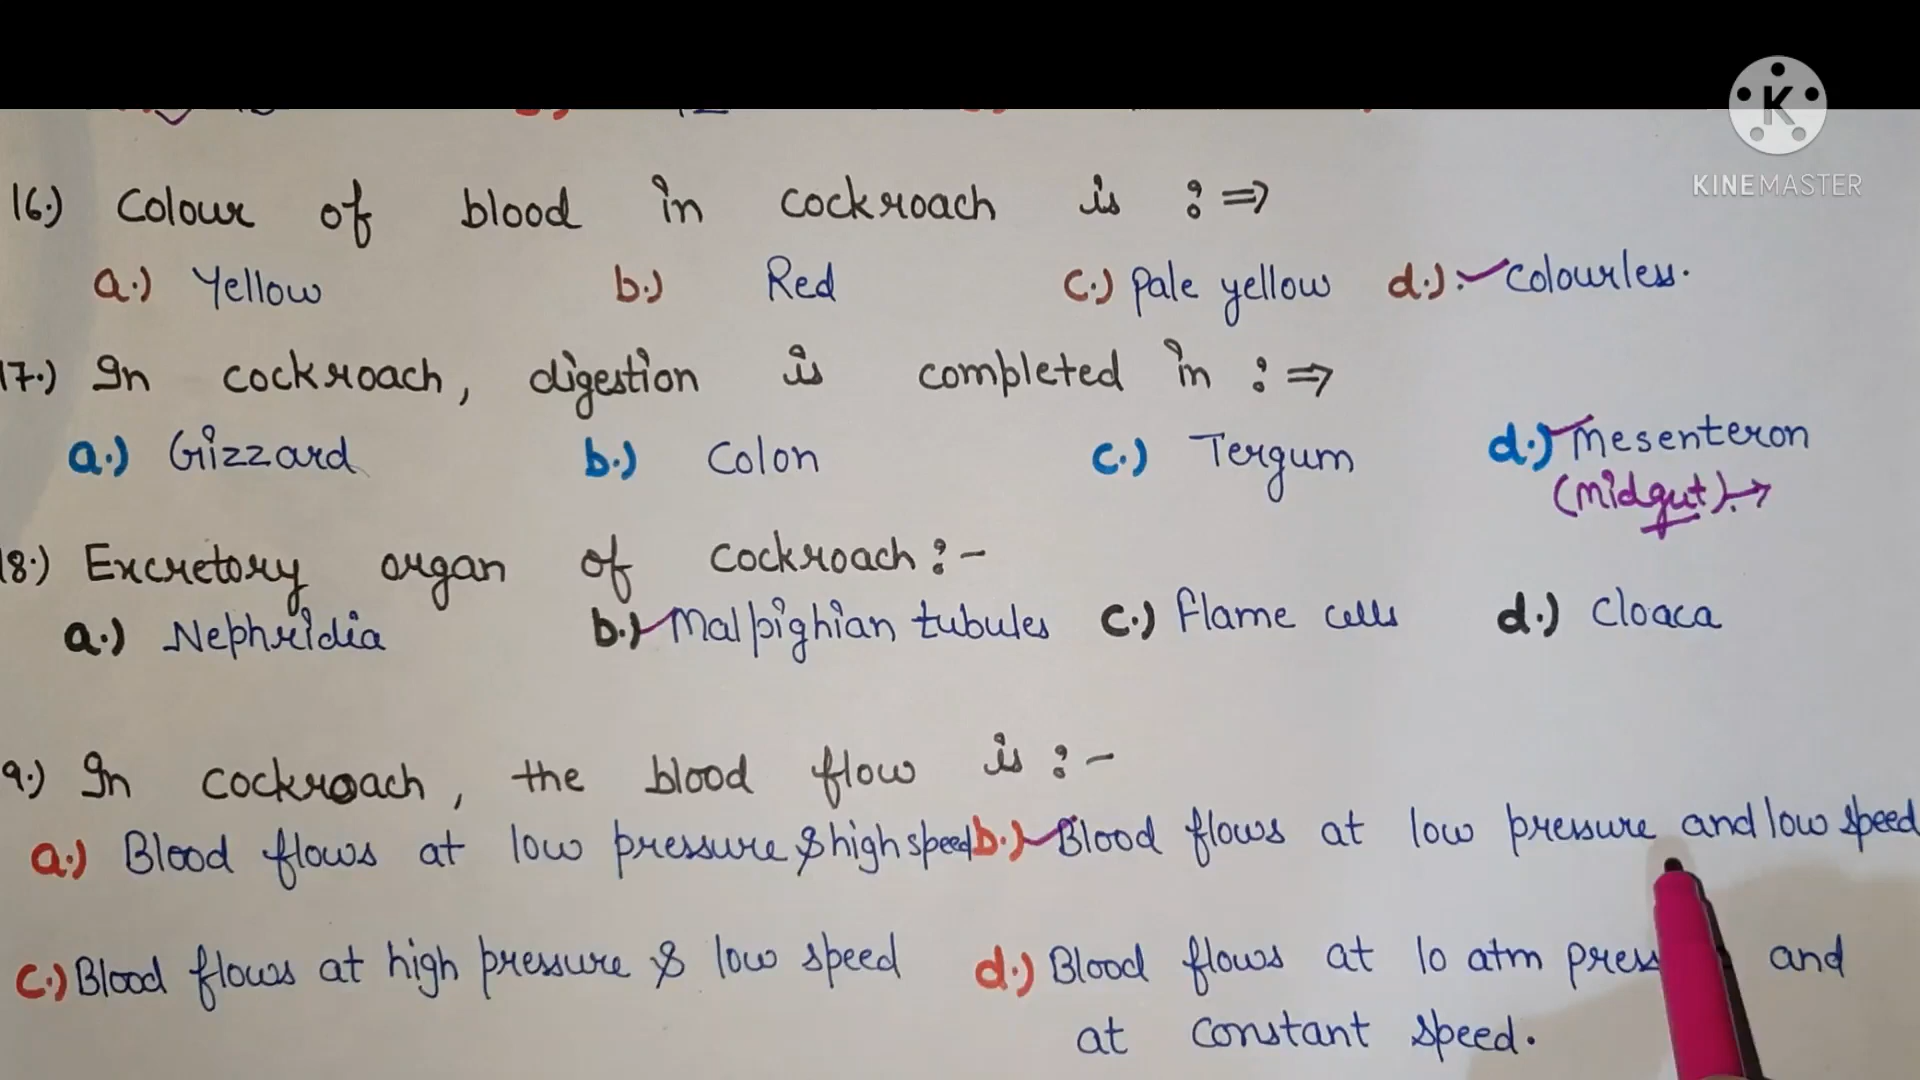 KINEMASTER
16.) Colour of blood in cockroach is :⇒
a.) Yellow b.) Red c.) Pale yellow d.) ✓ Colourless.
17.) In cockroach, digestion is completed in :⇒
a.) Gizzard b.) Colon c.) Tergum d.) ✓ Mesenteron
(midgut).→
18.) Excretory organ of cockroach :-
a.) Nephridia b.) ✓ Malpighian tubules c.) Flame cells d.) Cloaca
9.) In cockroach, the blood flow is :-
a.) Blood flows at low pressure & high speed b.) ✓ Blood flows at low pressure and low speed
c.) Blood flows at high pressure & low speed d.) Blood flows at 10 atm press and
at constant speed.